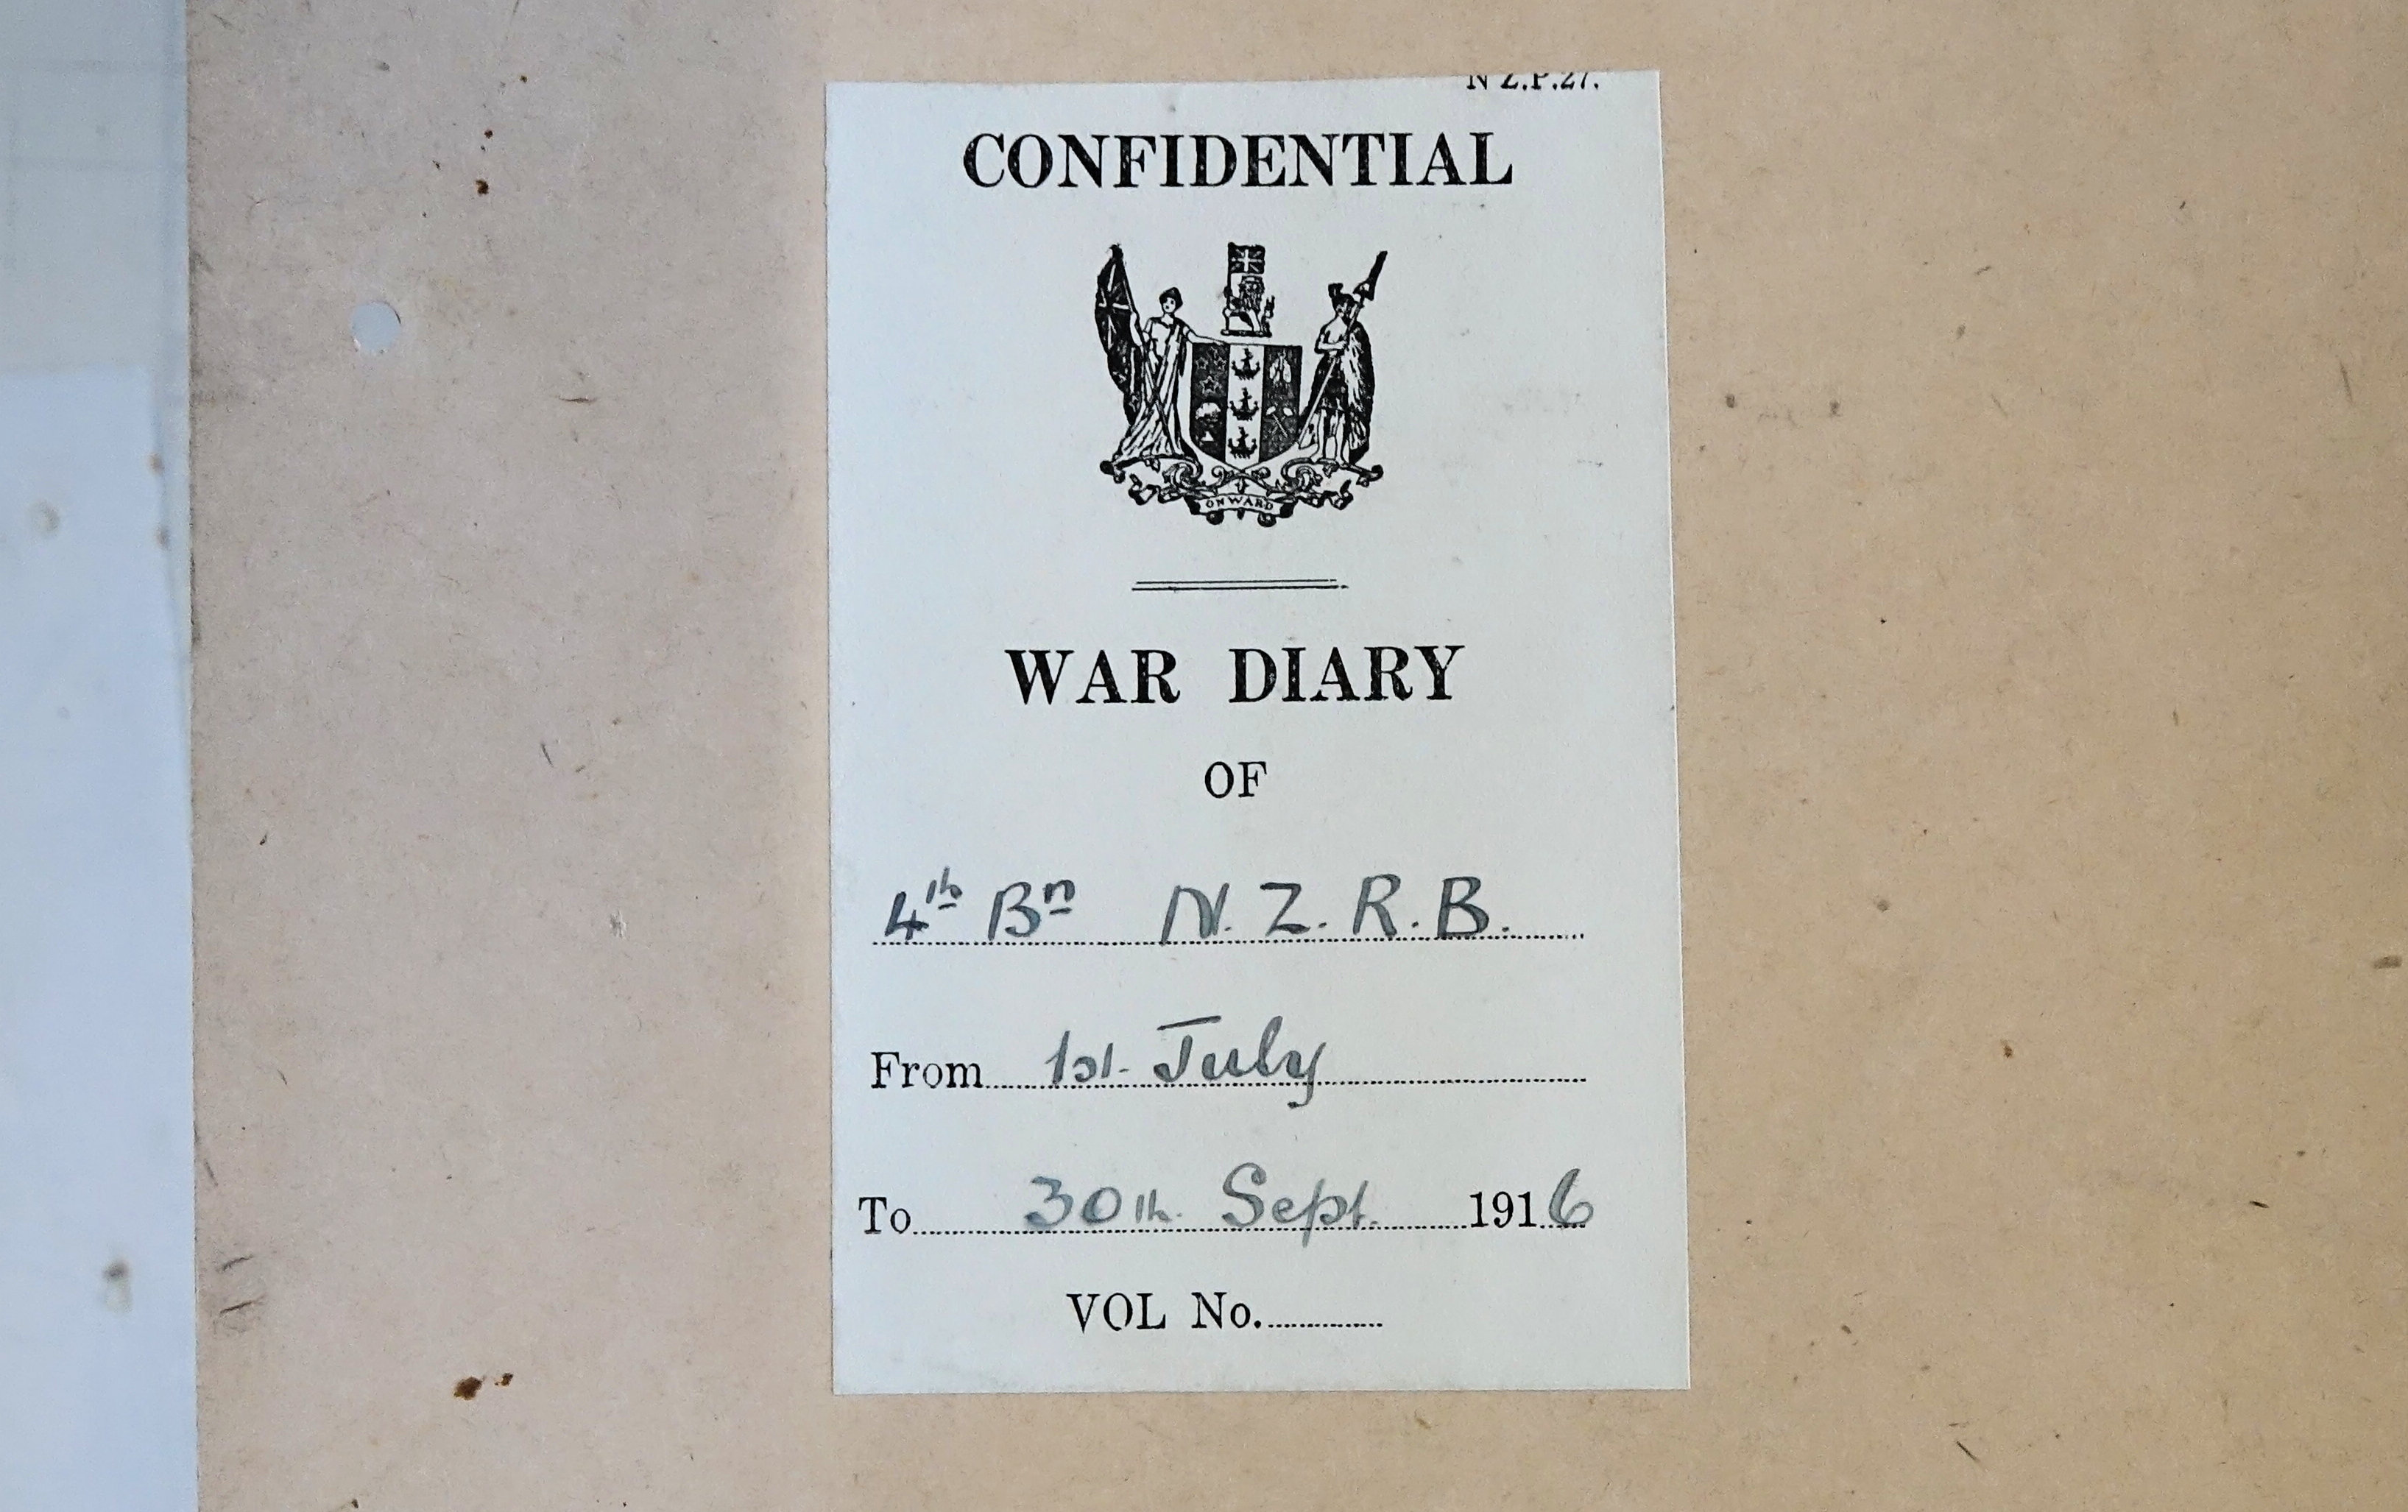 N Z.P.27.
CONFIDENTIAL
ONWARD
WAR DIARY
OF
4th Bn N. Z. R. B.
From 1st July
To 30th Sept. 1916
VOL No.